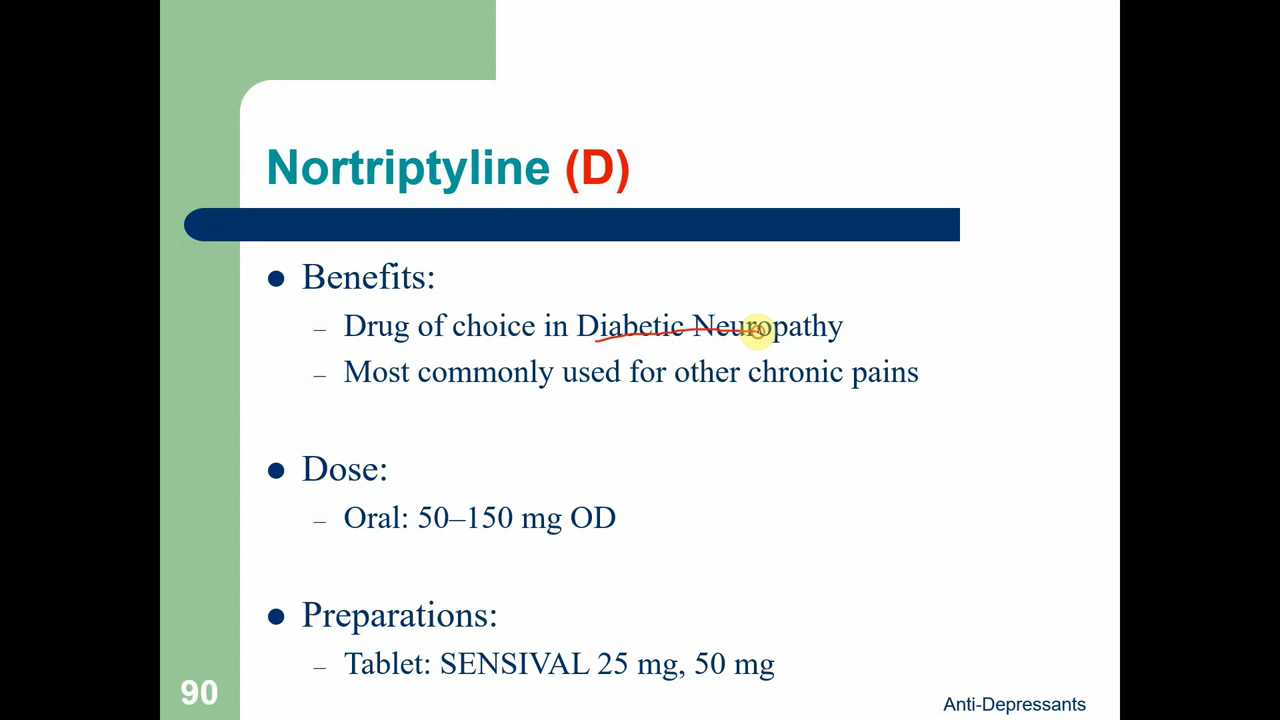 Nortriptyline (D)
● Benefits:
– Drug of choice in Diabetic Neuropathy
– Most commonly used for other chronic pains
● Dose:
– Oral: 50–150 mg OD
● Preparations:
– Tablet: SENSIVAL 25 mg, 50 mg
90
Anti-Depressants